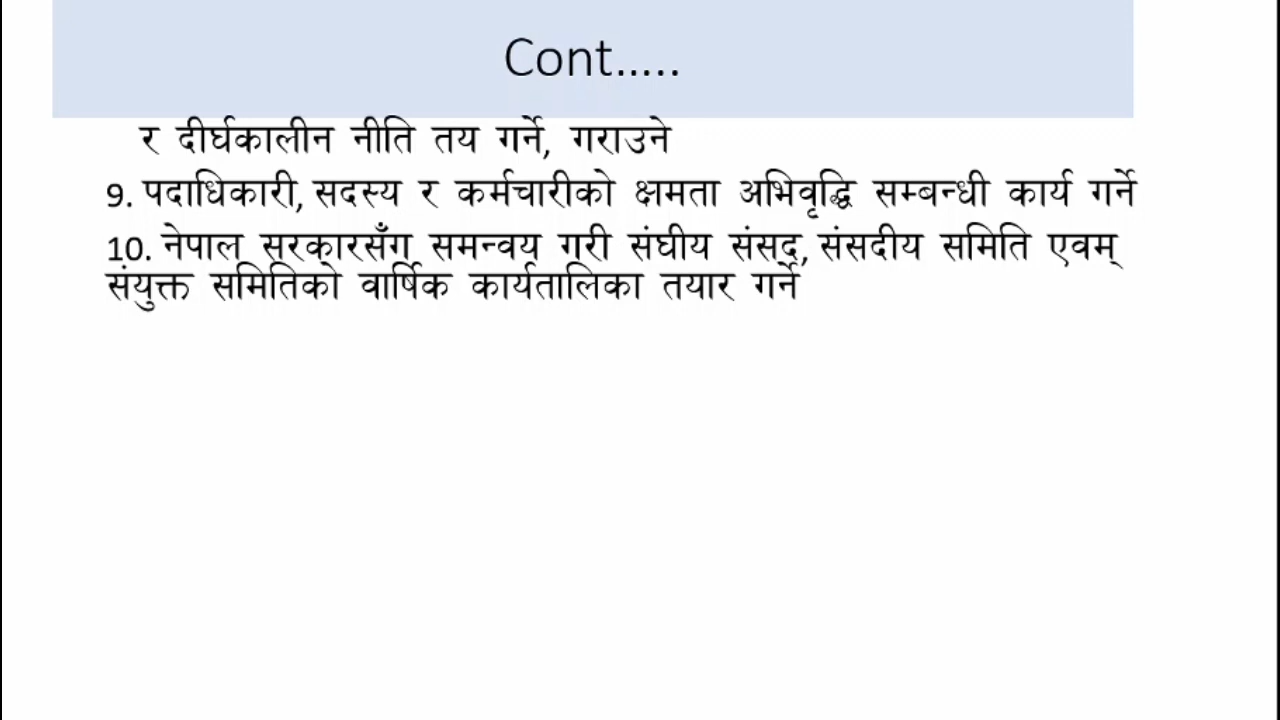 Cont.....
र दीर्घकालीन नीति तय गर्ने, गराउने
9. पदाधिकारी, सदस्य र कर्मचारीको क्षमता अभिवृद्धि सम्बन्धी कार्य गर्ने
10. नेपाल सरकारसँग समन्वय गरी संघीय संसद, संसदीय समिति एवम्
संयुक्त समितिको वार्षिक कार्यतालिका तयार गर्ने